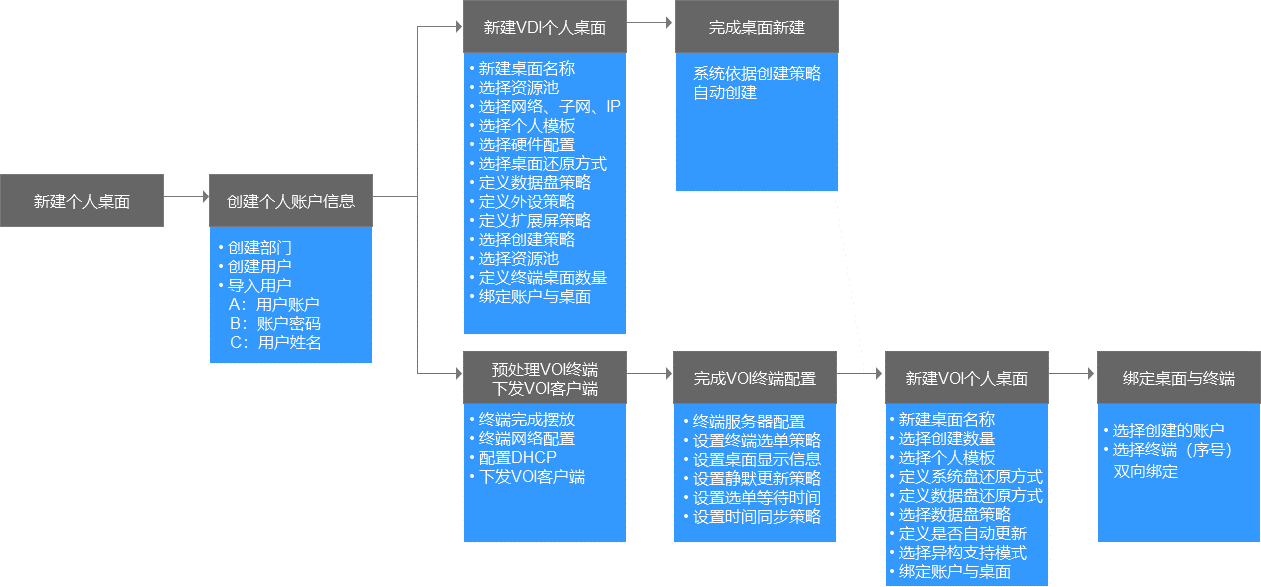 新建个人桌面
创建个人账户信息
• 创建部门
• 创建用户
• 导入用户
A：用户账户
B：账户密码
C：用户姓名
新建VDI个人桌面
• 新建桌面名称
• 选择资源池
• 选择网络、子网、IP
• 选择个人模板
• 选择硬件配置
• 选择桌面还原方式
• 定义数据盘策略
• 定义外设策略
• 定义扩展屏策略
• 选择创建策略
• 选择资源池
• 定义终端桌面数量
• 绑定账户与桌面
完成桌面新建
系统依据创建策略
自动创建
预处理VOI终端
下发VOI客户端
• 终端完成摆放
• 终端网络配置
• 配置DHCP
• 下发VOI客户端
完成VOI终端配置
• 终端服务器配置
• 设置终端选单策略
• 设置桌面显示信息
• 设置静默更新策略
• 设置选单等待时间
• 设置时间同步策略
新建VOI个人桌面
• 新建桌面名称
• 选择创建数量
• 选择个人模板
• 定义系统盘还原方式
• 定义数据盘还原方式
• 选择数据盘策略
• 定义是否自动更新
• 选择异构支持模式
• 绑定账户与桌面
绑定桌面与终端
• 选择创建的账户
• 选择终端（序号）
双向绑定